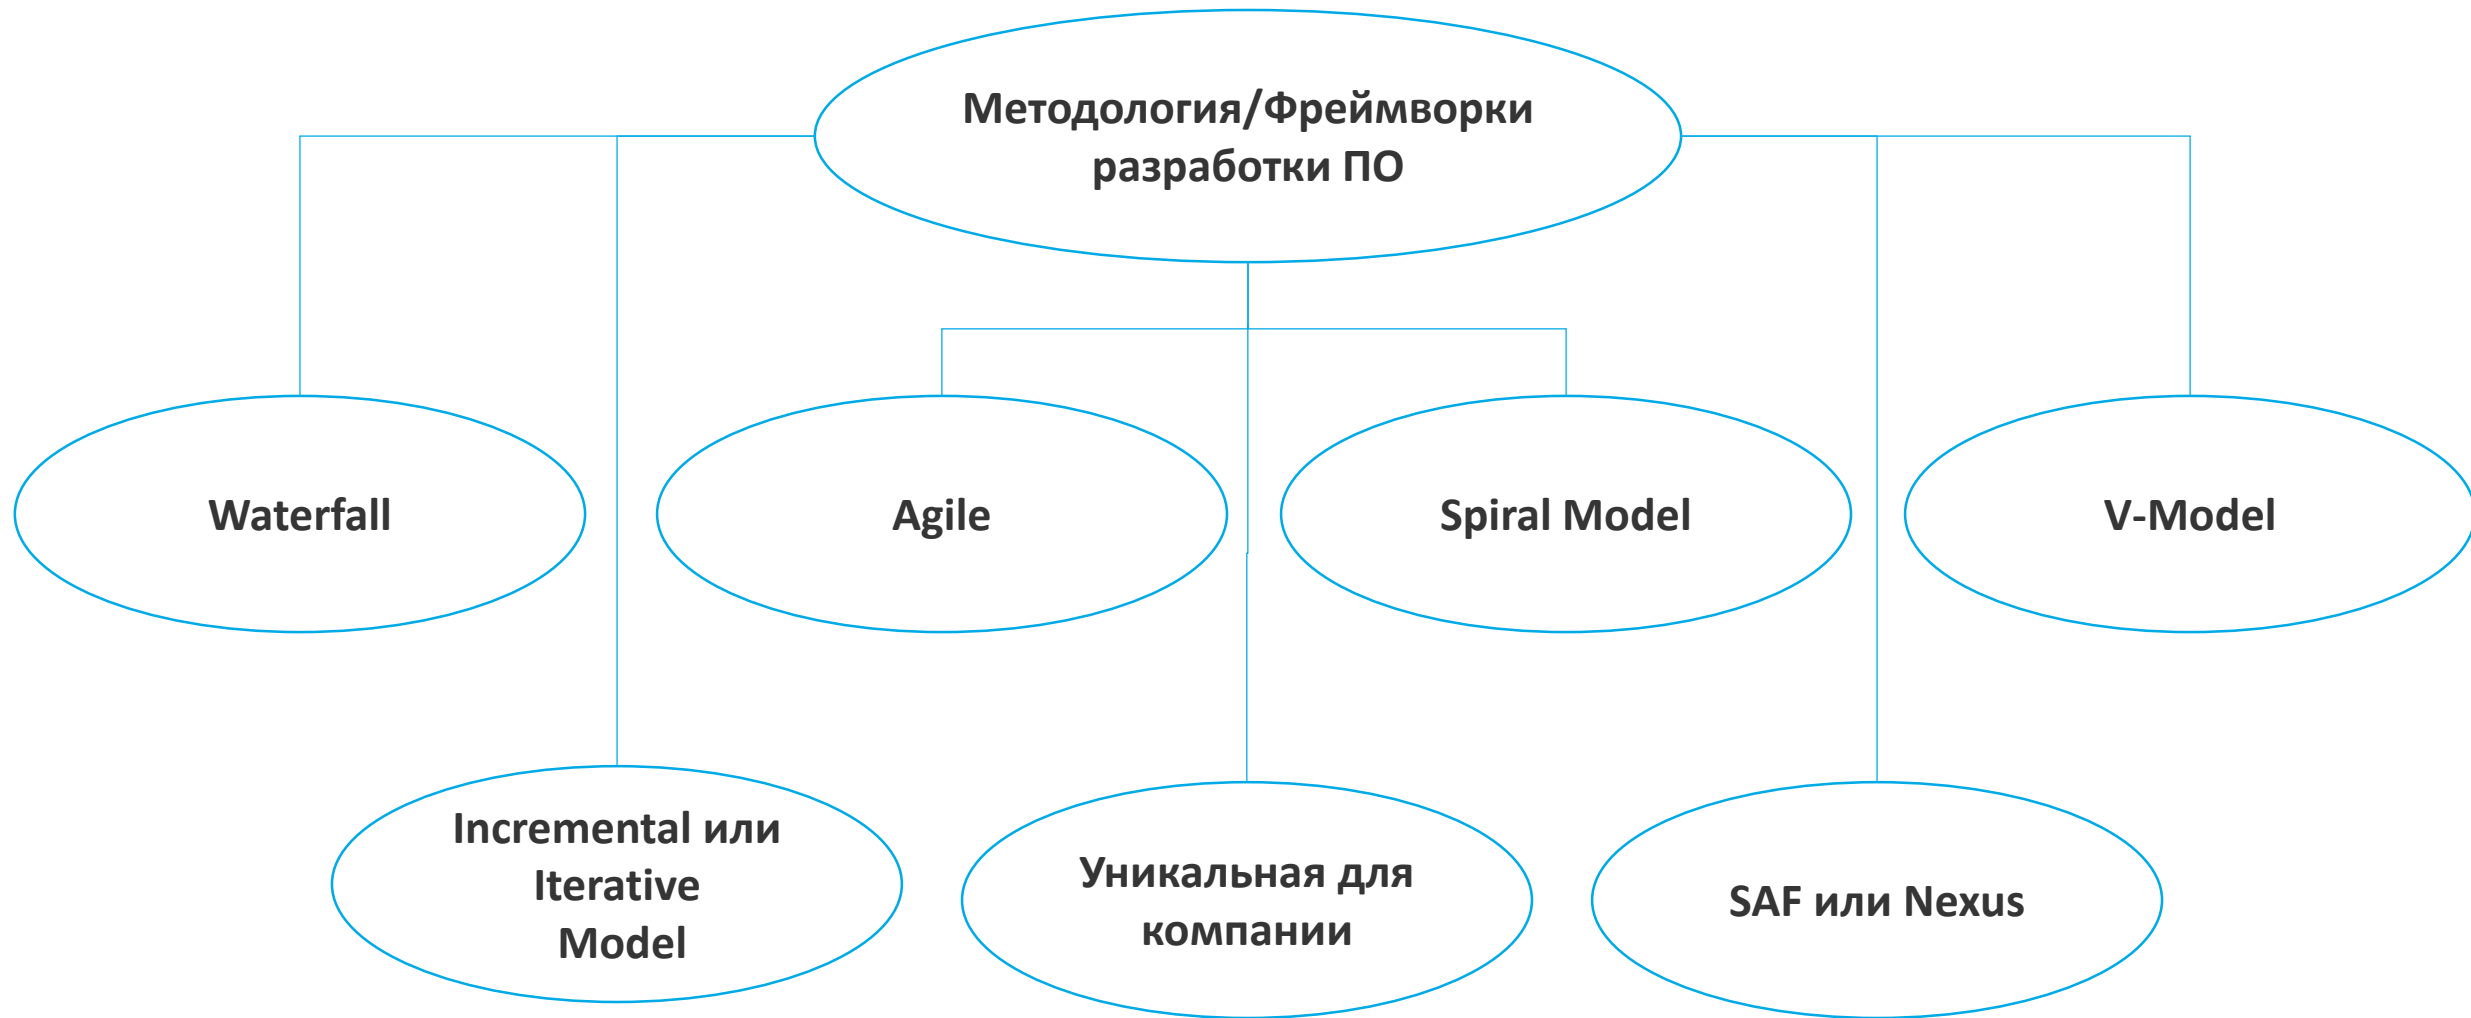 Методология/Фреймворки
разработки ПО
Waterfall
Agile
Spiral Model
V-Model
Incremental или
Iterative
Model
Уникальная для
компании
SAF или Nexus